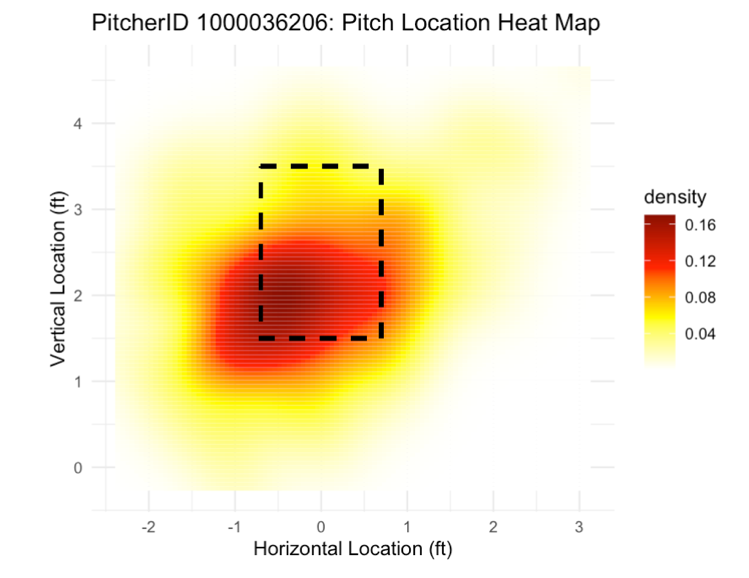 PitcherID 1000036206: Pitch Location Heat Map
Vertical Location (ft)
4
3
2
1
0
-2 -1 0 1 2 3
Horizontal Location (ft)
density
0.16
0.12
0.08
0.04